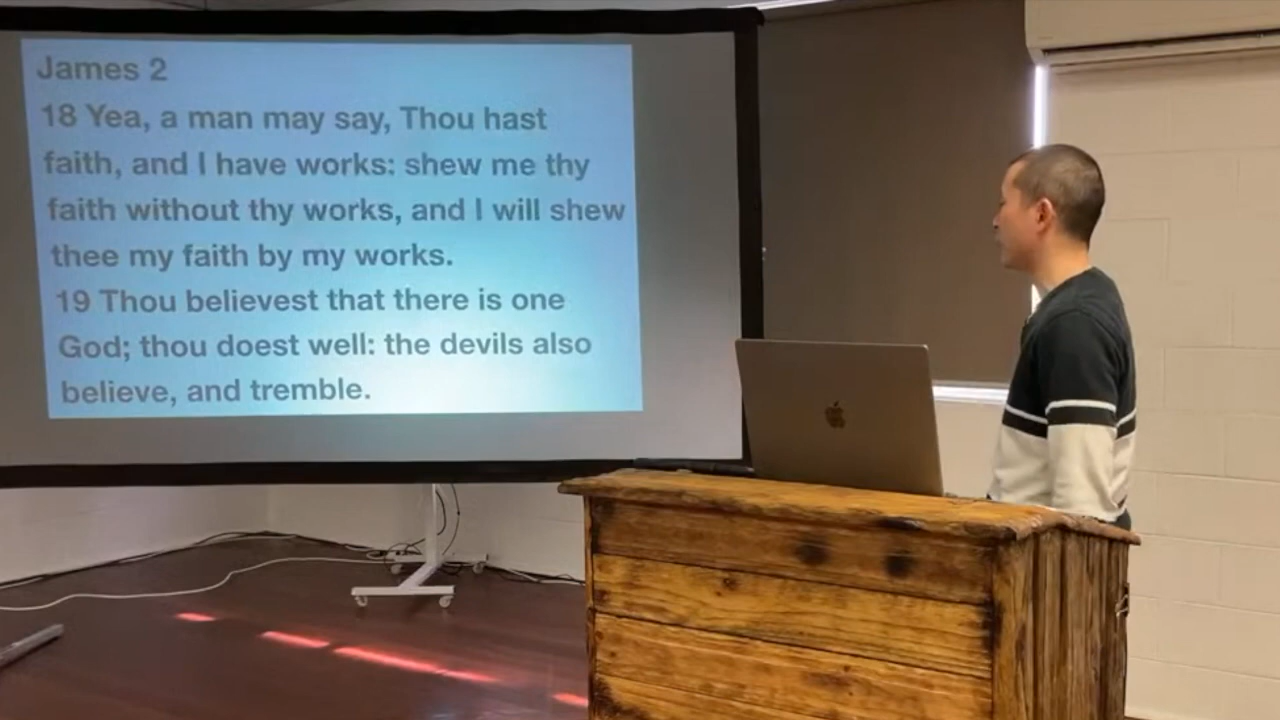 James 2
18 Yea, a man may say, Thou hast
faith, and I have works: shew me thy
faith without thy works, and I will shew
thee my faith by my works.
19 Thou believest that there is one
God; thou doest well: the devils also
believe, and tremble.